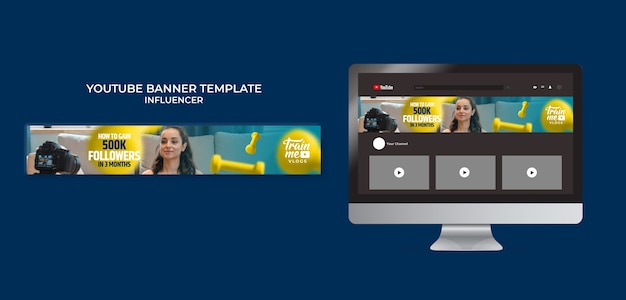 YOUTUBE BANNER TEMPLATE
INFLUENCER
HOW TO GAIN
500K
FOLLOWERS
IN 3 MONTHS
Train
me
VLOGS
YouTube
HOW TO GAIN
500K
FOLLOWERS
IN 3 MONTHS
Train
me
VLOGS
Your Channel